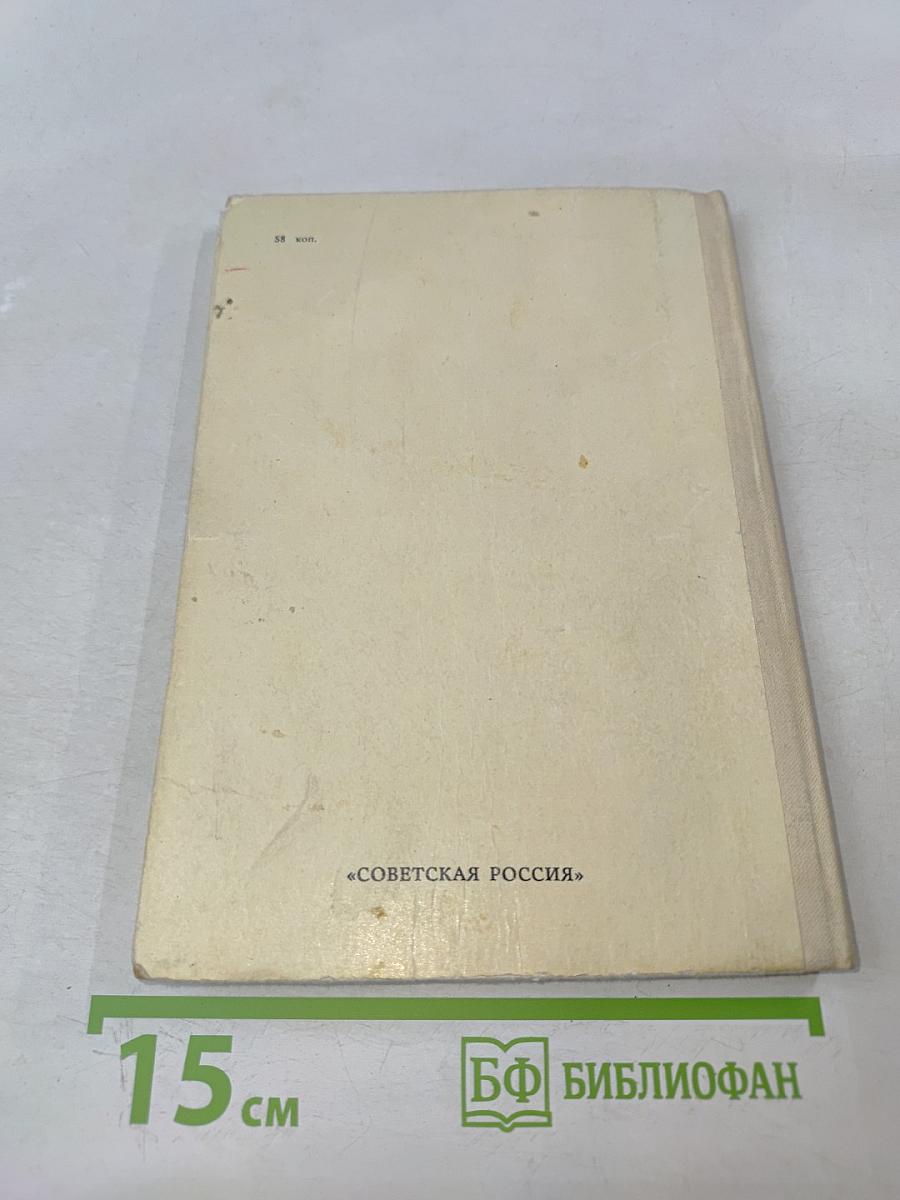 58 коп.
«СОВЕТСКАЯ РОССИЯ»
15 см
БФ БИБЛИОФАН